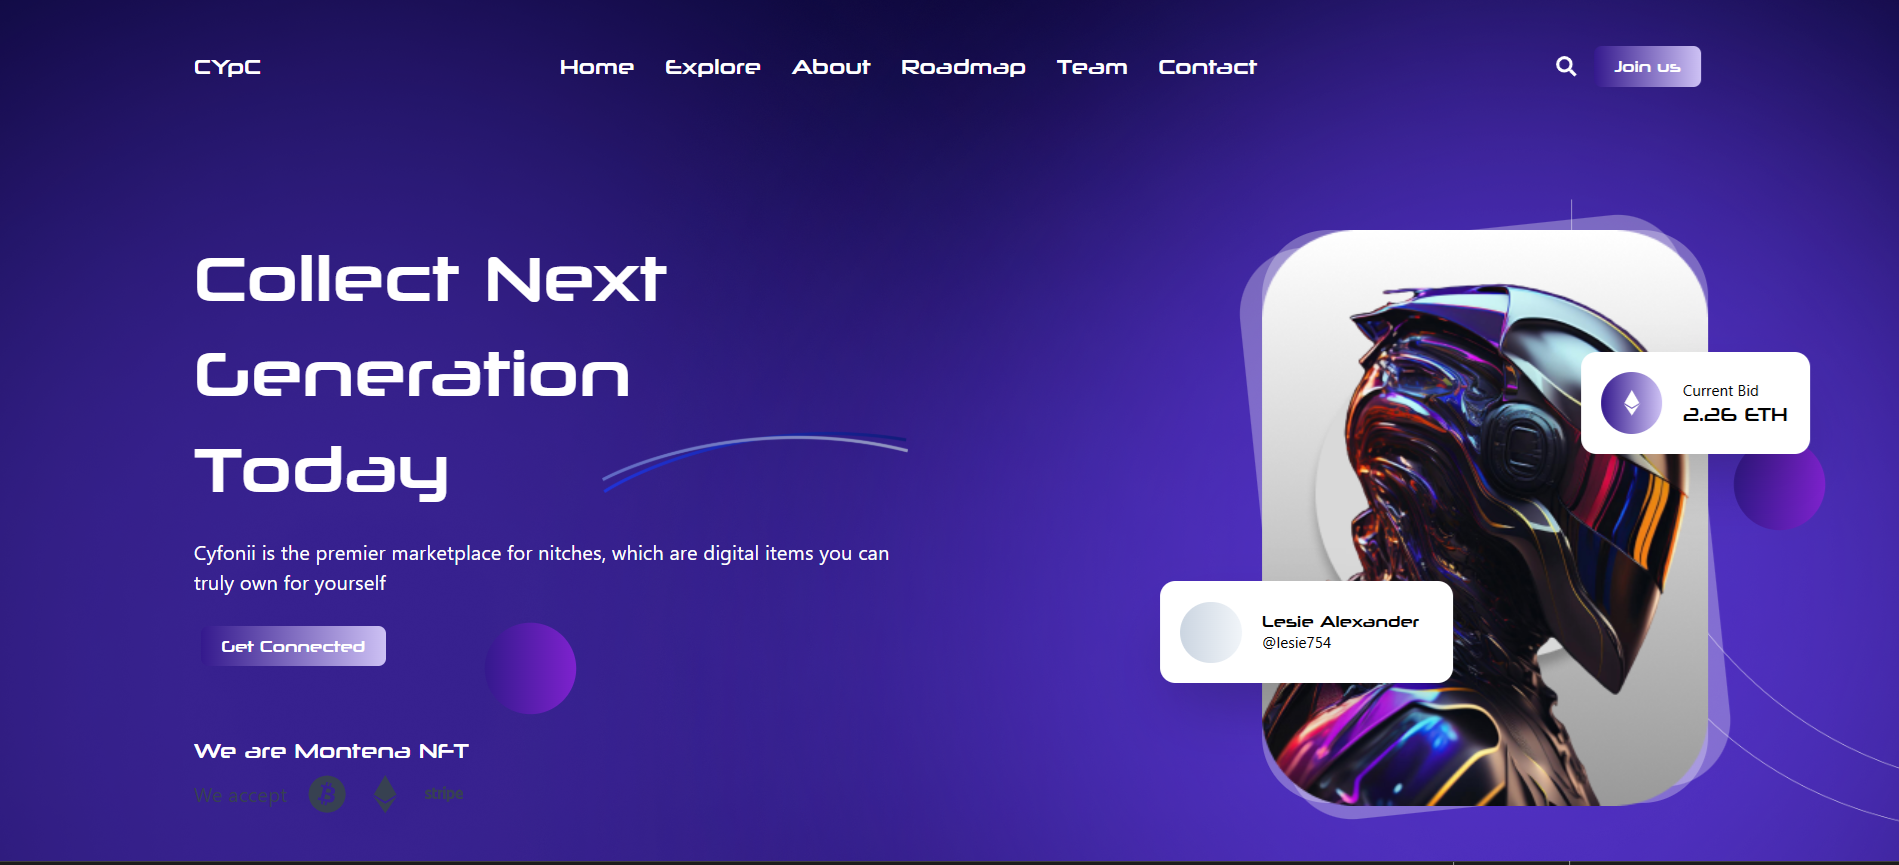 CYpC
Home Explore About Roadmap Team Contact
Join us
Collect Next
Generation
Today
Cyfonii is the premier marketplace for nitches, which are digital items you can
truly own for yourself
Get Connected
We are Montena NFT
We accept stripe
Current Bid
2.26 ETH
Lesie Alexander
@lesie754